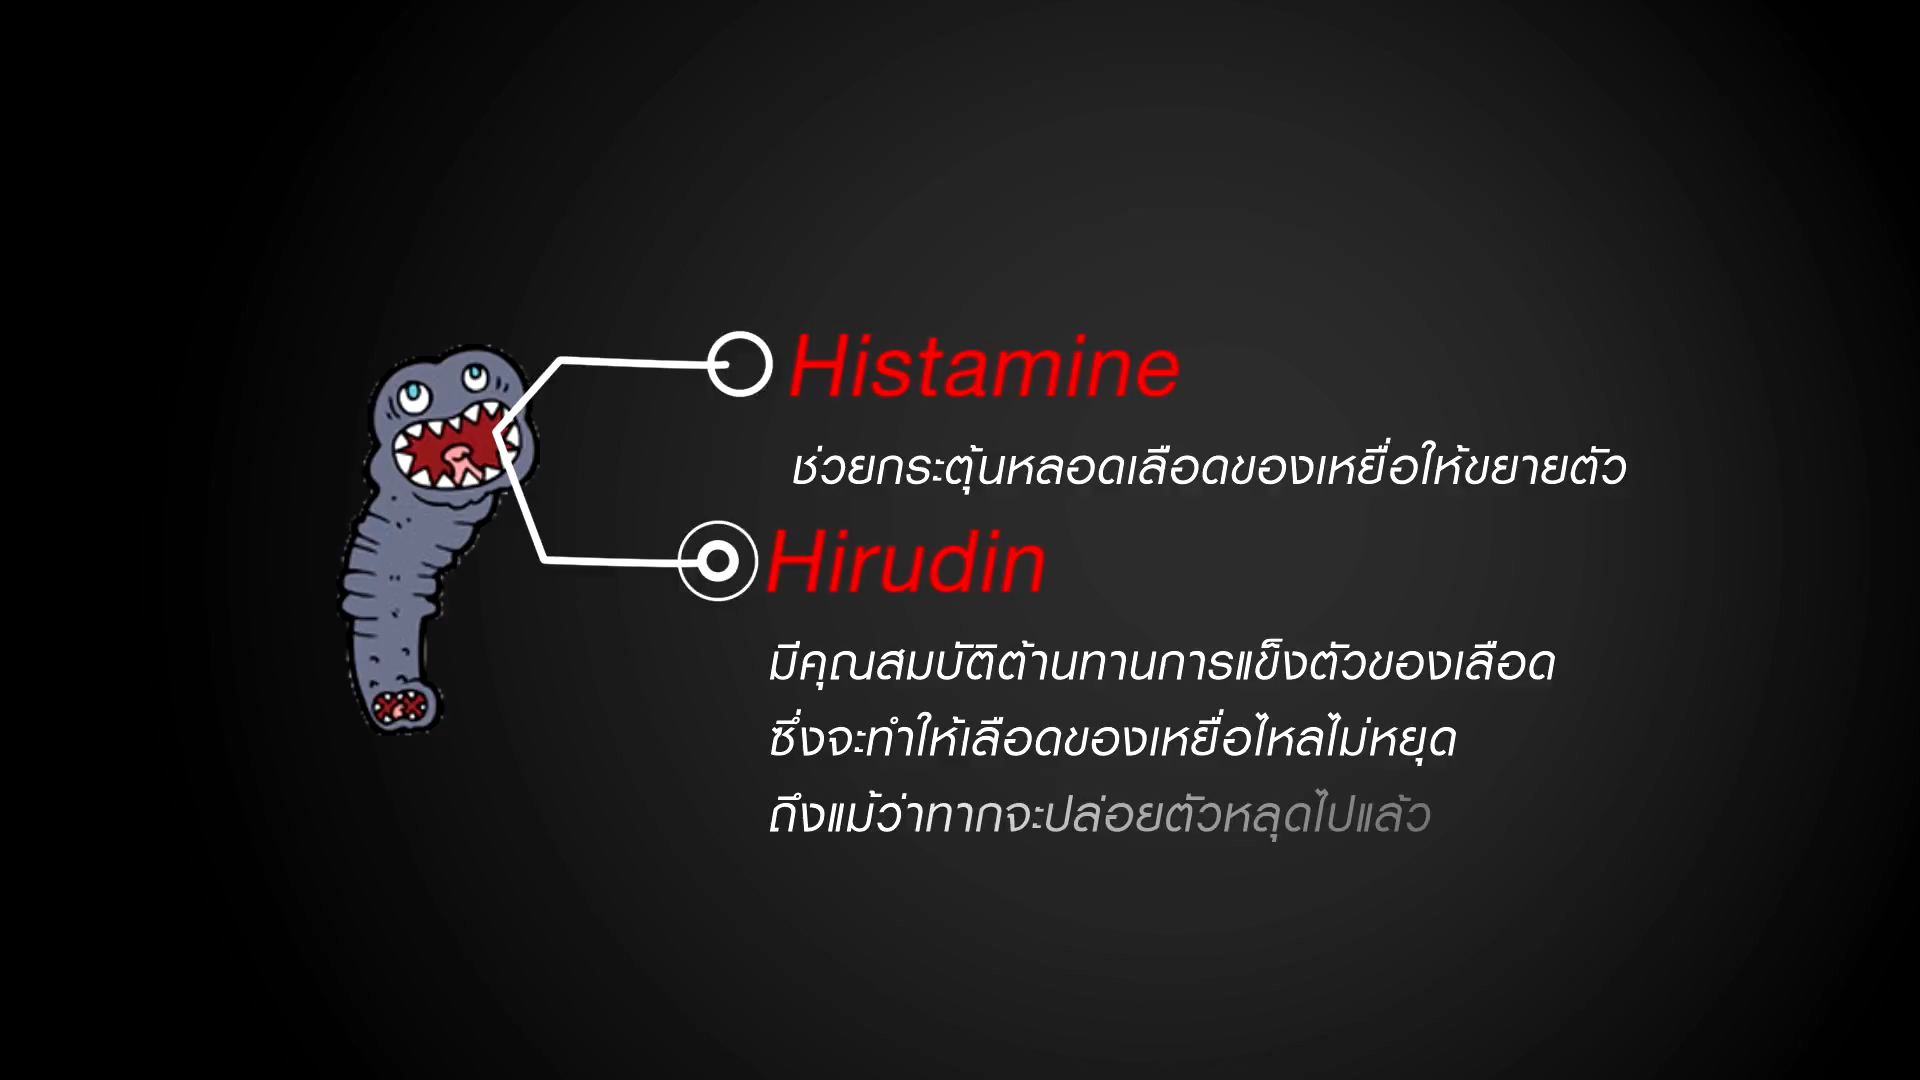 Histamine
ช่วยกระตุ้นหลอดเลือดของเหยื่อให้ขยายตัว
Hirudin
มีคุณสมบัติต้านทานการแข็งตัวของเลือด
ซึ่งจะทำให้เลือดของเหยื่อไหลไม่หยุด
ถึงแม้ว่าทากจะปล่อยตัวหลุดไปแล้ว